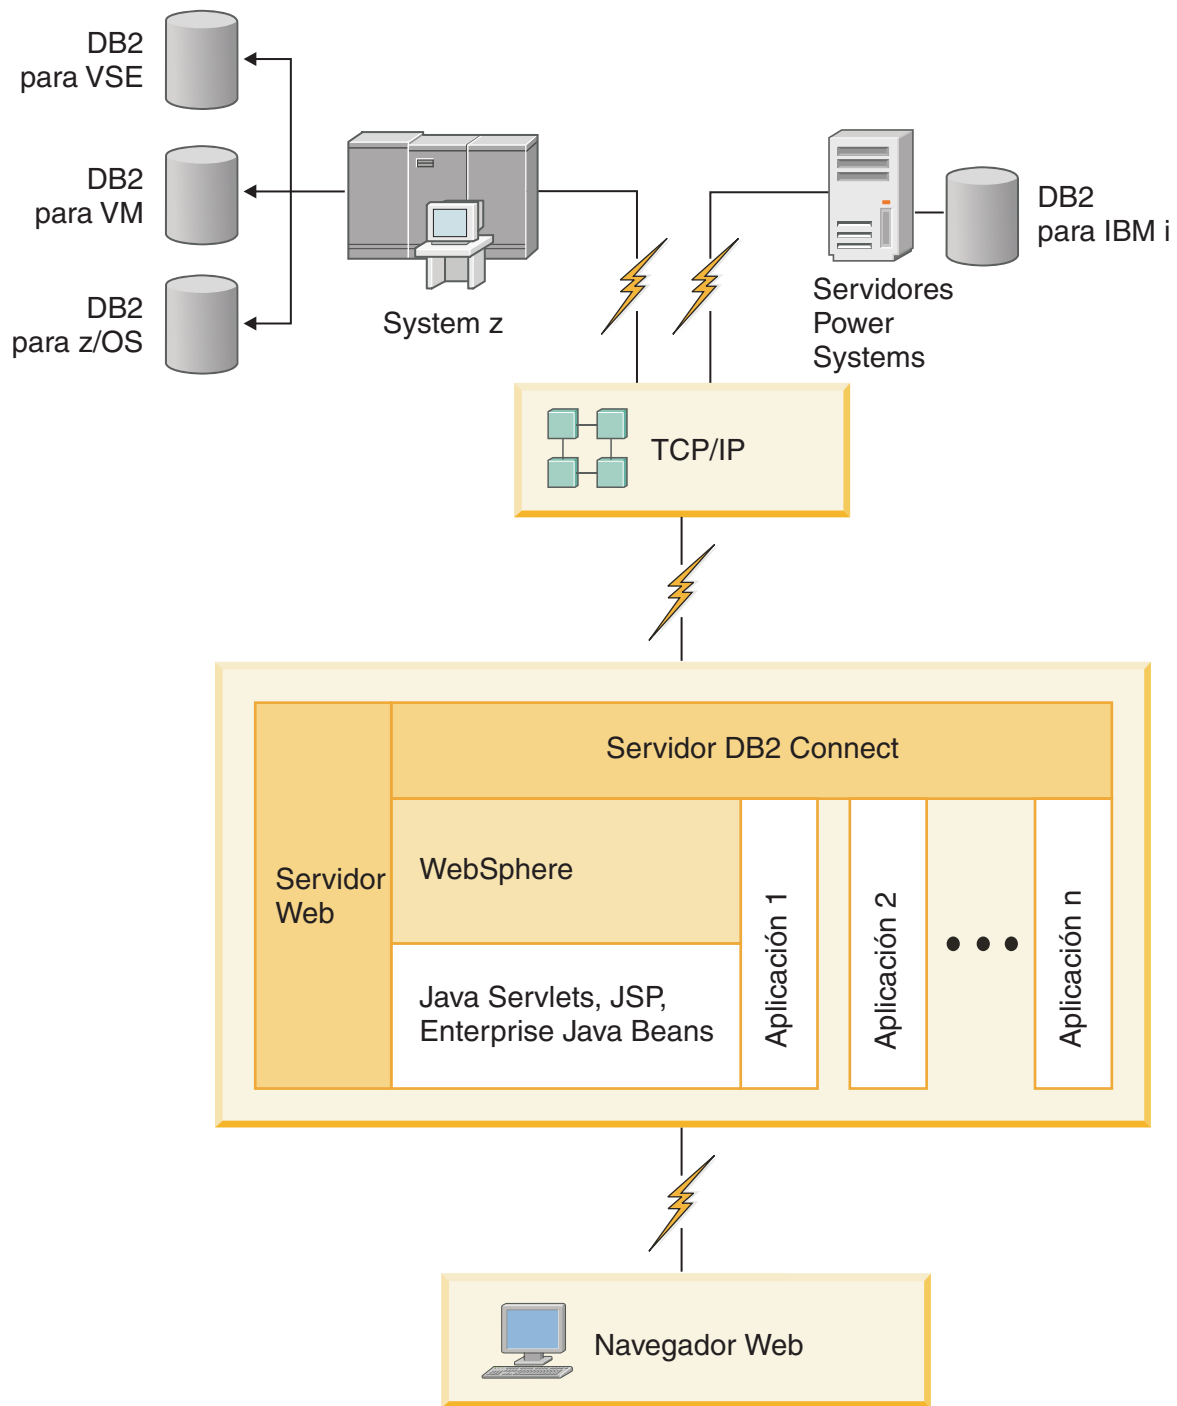 DB2
para VSE
DB2
para VM
DB2
para z/OS
System z
Servidores
Power
Systems
DB2
para IBM i
TCP/IP
Servidor DB2 Connect
Servidor
Web
WebSphere
Java Servlets, JSP,
Enterprise Java Beans
Aplicación 1
Aplicación 2
Aplicación n
Navegador Web